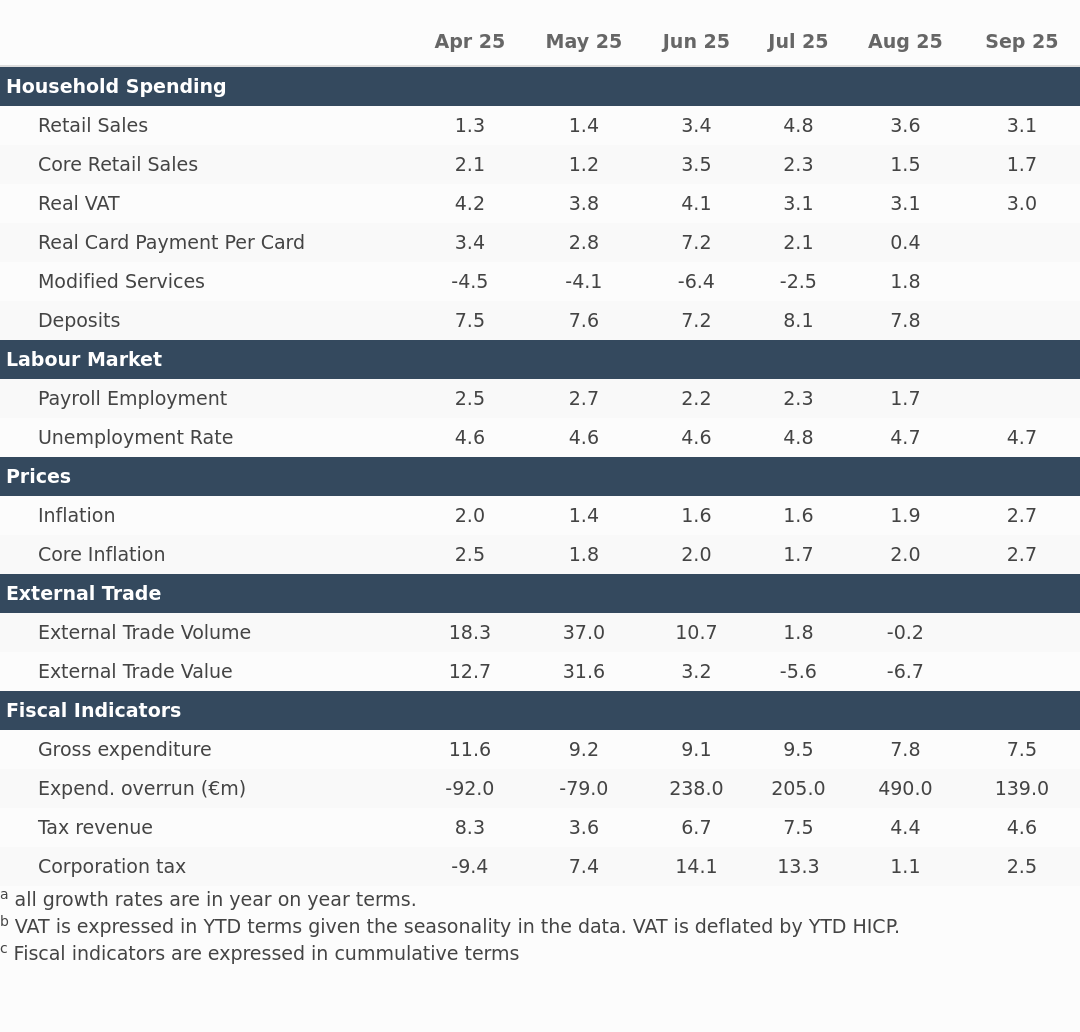 Apr 25 May 25 Jun 25 Jul 25 Aug 25 Sep 25
Household Spending
Retail Sales 1.3 1.4 3.4 4.8 3.6 3.1
Core Retail Sales 2.1 1.2 3.5 2.3 1.5 1.7
Real VAT 4.2 3.8 4.1 3.1 3.1 3.0
Real Card Payment Per Card 3.4 2.8 7.2 2.1 0.4
Modified Services -4.5 -4.1 -6.4 -2.5 1.8
Deposits 7.5 7.6 7.2 8.1 7.8
Labour Market
Payroll Employment 2.5 2.7 2.2 2.3 1.7
Unemployment Rate 4.6 4.6 4.6 4.8 4.7 4.7
Prices
Inflation 2.0 1.4 1.6 1.6 1.9 2.7
Core Inflation 2.5 1.8 2.0 1.7 2.0 2.7
External Trade
External Trade Volume 18.3 37.0 10.7 1.8 -0.2
External Trade Value 12.7 31.6 3.2 -5.6 -6.7
Fiscal Indicators
Gross expenditure 11.6 9.2 9.1 9.5 7.8 7.5
Expend. overrun (€m) -92.0 -79.0 238.0 205.0 490.0 139.0
Tax revenue 8.3 3.6 6.7 7.5 4.4 4.6
Corporation tax -9.4 7.4 14.1 13.3 1.1 2.5
a all growth rates are in year on year terms.
b VAT is expressed in YTD terms given the seasonality in the data. VAT is deflated by YTD HICP.
c Fiscal indicators are expressed in cummulative terms